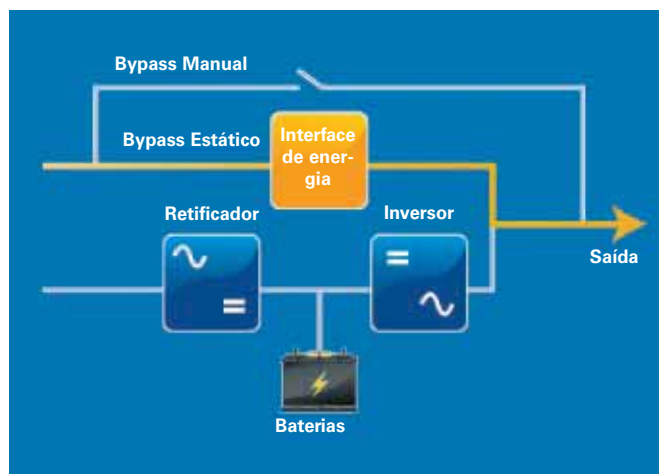 Bypass Manual
Bypass Estático
Interface
de ener-
gia
Retificador
Inversor
Saída
Baterias